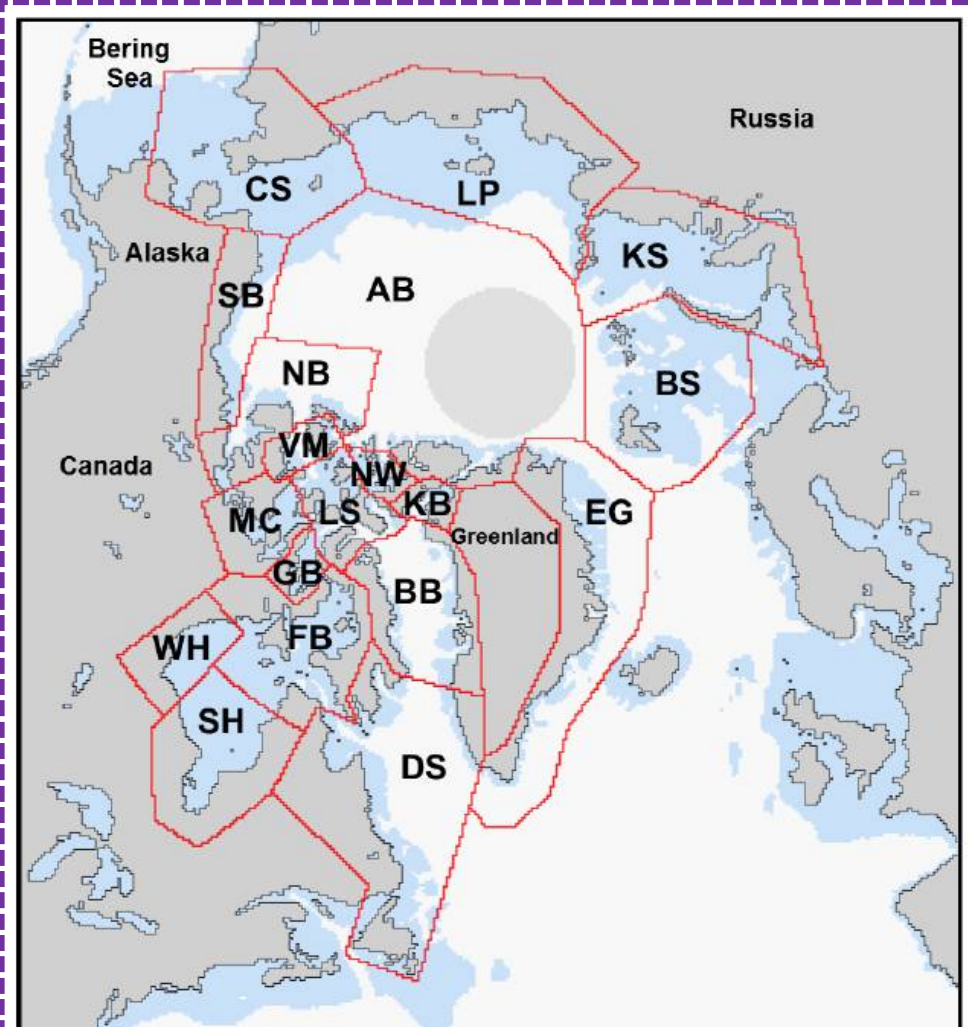 Bering
Sea
Russia
CS
LP
Alaska
KS
SB
AB
NB
BS
VM
Canada
NW
KB
MC
LS
EG
Greenland
GB
BB
FB
WH
SH
DS